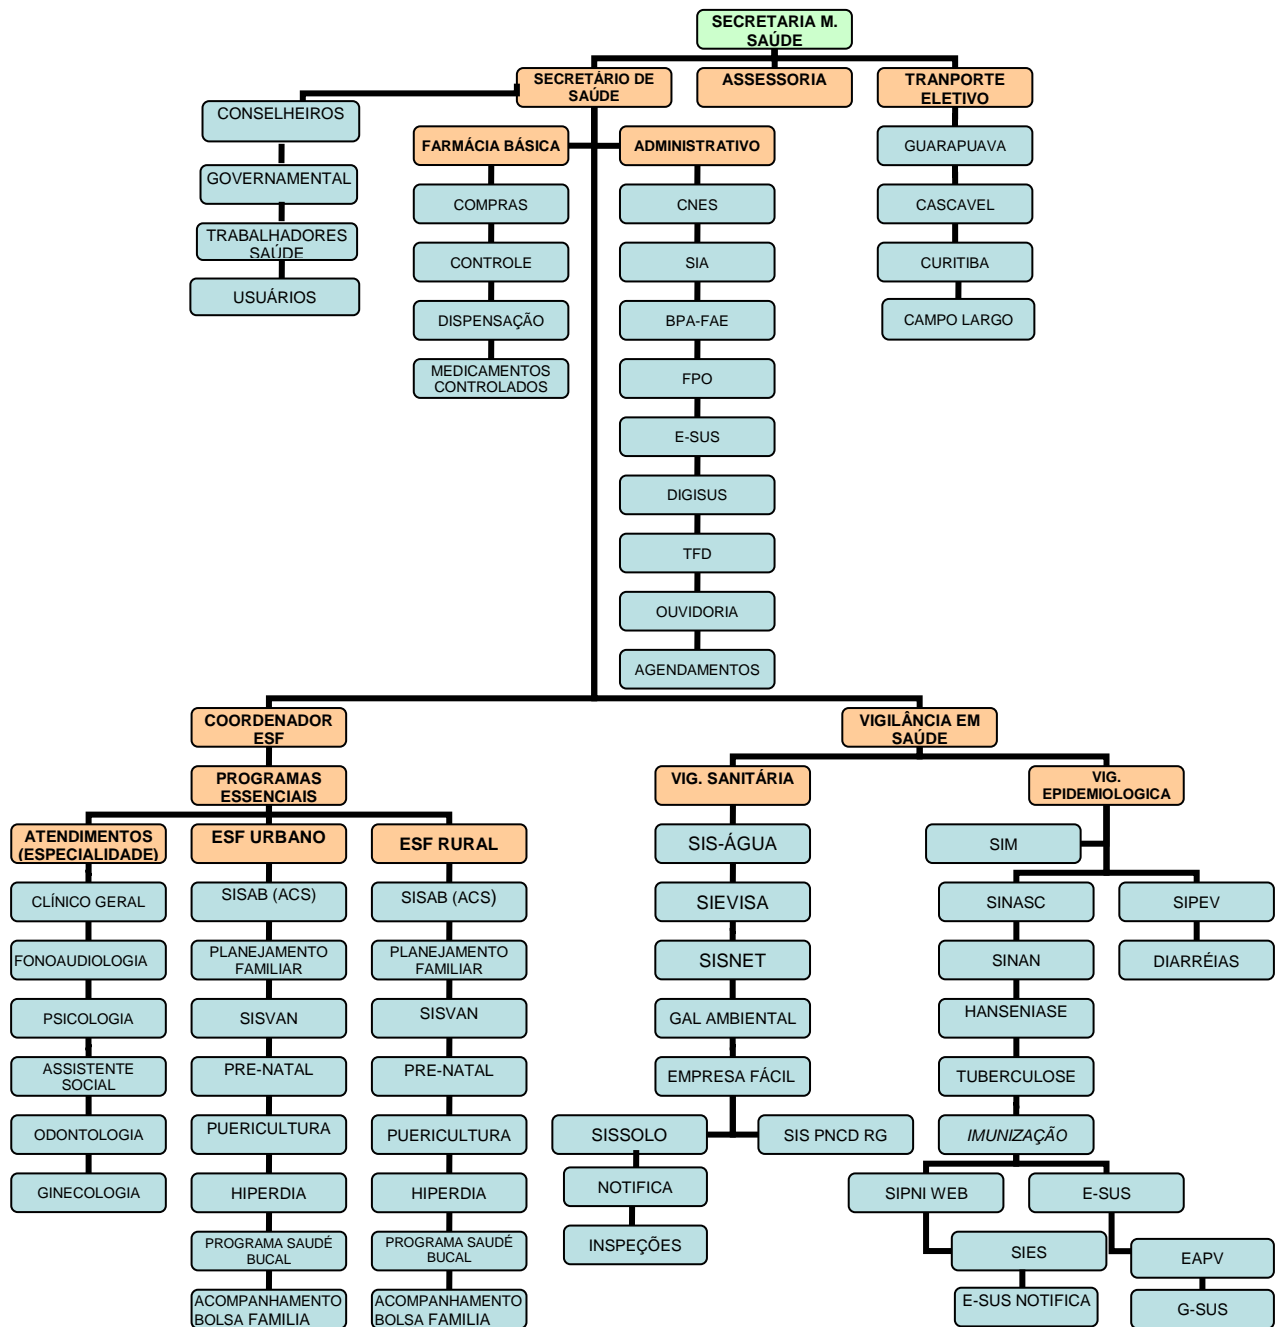 SECRETARIA M.
SAÚDE
SECRETÁRIO DE
SAÚDE
ASSESSORIA
TRANPORTE
ELETIVO
CONSELHEIROS
GOVERNAMENTAL
TRABALHADORES
SAÚDE
USUÁRIOS
FARMÁCIA BÁSICA
COMPRAS
CONTROLE
DISPENSAÇÃO
MEDICAMENTOS
CONTROLADOS
ADMINISTRATIVO
CNES
SIA
BPA-FAE
FPO
E-SUS
DIGISUS
TFD
OUVIDORIA
AGENDAMENTOS
GUARAPUAVA
CASCAVEL
CURITIBA
CAMPO LARGO
COORDENADOR
ESF
PROGRAMAS
ESSENCIAIS
ATENDIMENTOS
(ESPECIALIDADE)
CLÍNICO GERAL
FONOAUDIOLOGIA
PSICOLOGIA
ASSISTENTE
SOCIAL
ODONTOLOGIA
GINECOLOGIA
ESF URBANO
SISAB (ACS)
PLANEJAMENTO
FAMILIAR
SISVAN
PRE-NATAL
PUERICULTURA
HIPERDIA
PROGRAMA SAUDÉ
BUCAL
ACOMPANHAMENTO
BOLSA FAMILIA
ESF RURAL
SISAB (ACS)
PLANEJAMENTO
FAMILIAR
SISVAN
PRE-NATAL
PUERICULTURA
HIPERDIA
PROGRAMA SAUDÉ
BUCAL
ACOMPANHAMENTO
BOLSA FAMILIA
VIGILÂNCIA EM
SAÚDE
VIG. SANITÁRIA
SIS-ÁGUA
SIEVISA
SISNET
GAL AMBIENTAL
EMPRESA FÁCIL
SISSOLO
SIS PNCD RG
NOTIFICA
INSPEÇÕES
VIG.
EPIDEMIOLOGICA
SIM
SINASC
SIPEV
SINAN
DIARRÉIAS
HANSENIASE
TUBERCULOSE
IMUNIZAÇÃO
SIPNI WEB
E-SUS
SIES
EAPV
E-SUS NOTIFICA
G-SUS